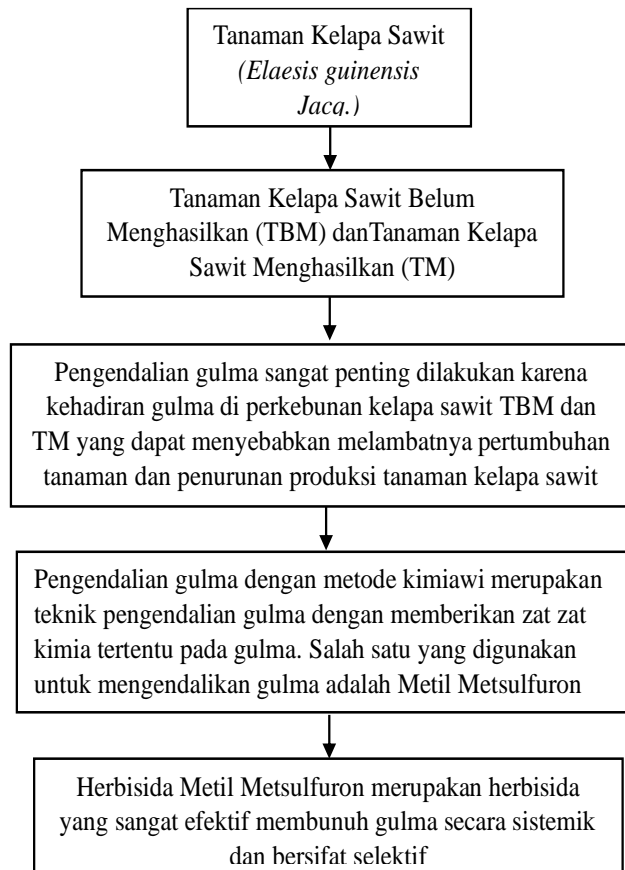 Tanaman Kelapa Sawit
(Elaesis guinensis
Jacq.)
Tanaman Kelapa Sawit Belum
Menghasilkan (TBM) danTanaman Kelapa
Sawit Menghasilkan (TM)
Pengendalian gulma sangat penting dilakukan karena
kehadiran gulma di perkebunan kelapa sawit TBM dan
TM yang dapat menyebabkan melambatnya pertumbuhan
tanaman dan penurunan produksi tanaman kelapa sawit
Pengendalian gulma dengan metode kimiawi merupakan
teknik pengendalian gulma dengan memberikan zat zat
kimia tertentu pada gulma. Salah satu yang digunakan
untuk mengendalikan gulma adalah Metil Metsulfuron
Herbisida Metil Metsulfuron merupakan herbisida
yang sangat efektif membunuh gulma secara sistemik
dan bersifat selektif